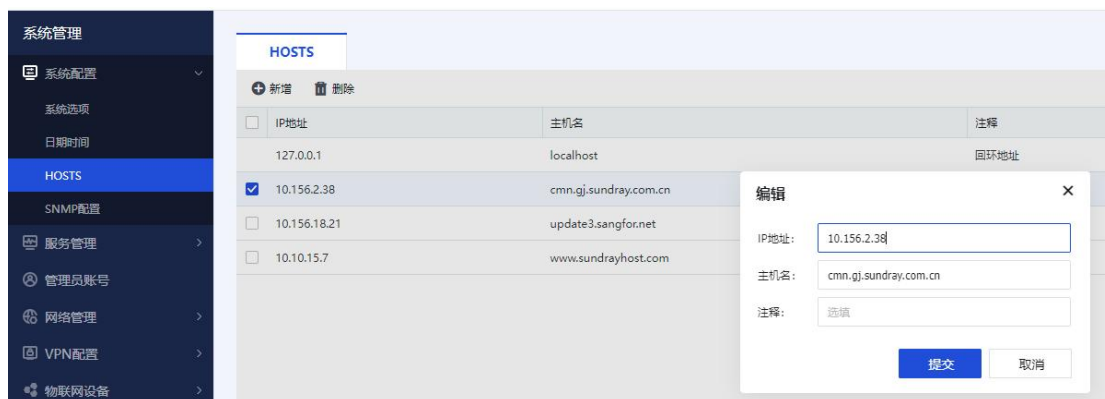 系统管理
系统配置
系统选项
日期时间
HOSTS
SNMP配置
服务管理
管理员账号
网络管理
VPN配置
物联网设备
HOSTS
新增 删除
IP地址 主机名 注释
127.0.0.1 localhost 回环地址
10.156.2.38 cmn.gj.sundray.com.cn
10.156.18.21 update3.sangfor.net
10.10.15.7 www.sundrayhost.com
编辑
IP地址： 10.156.2.38
主机名： cmn.gj.sundray.com.cn
注释： 选填
提交 取消